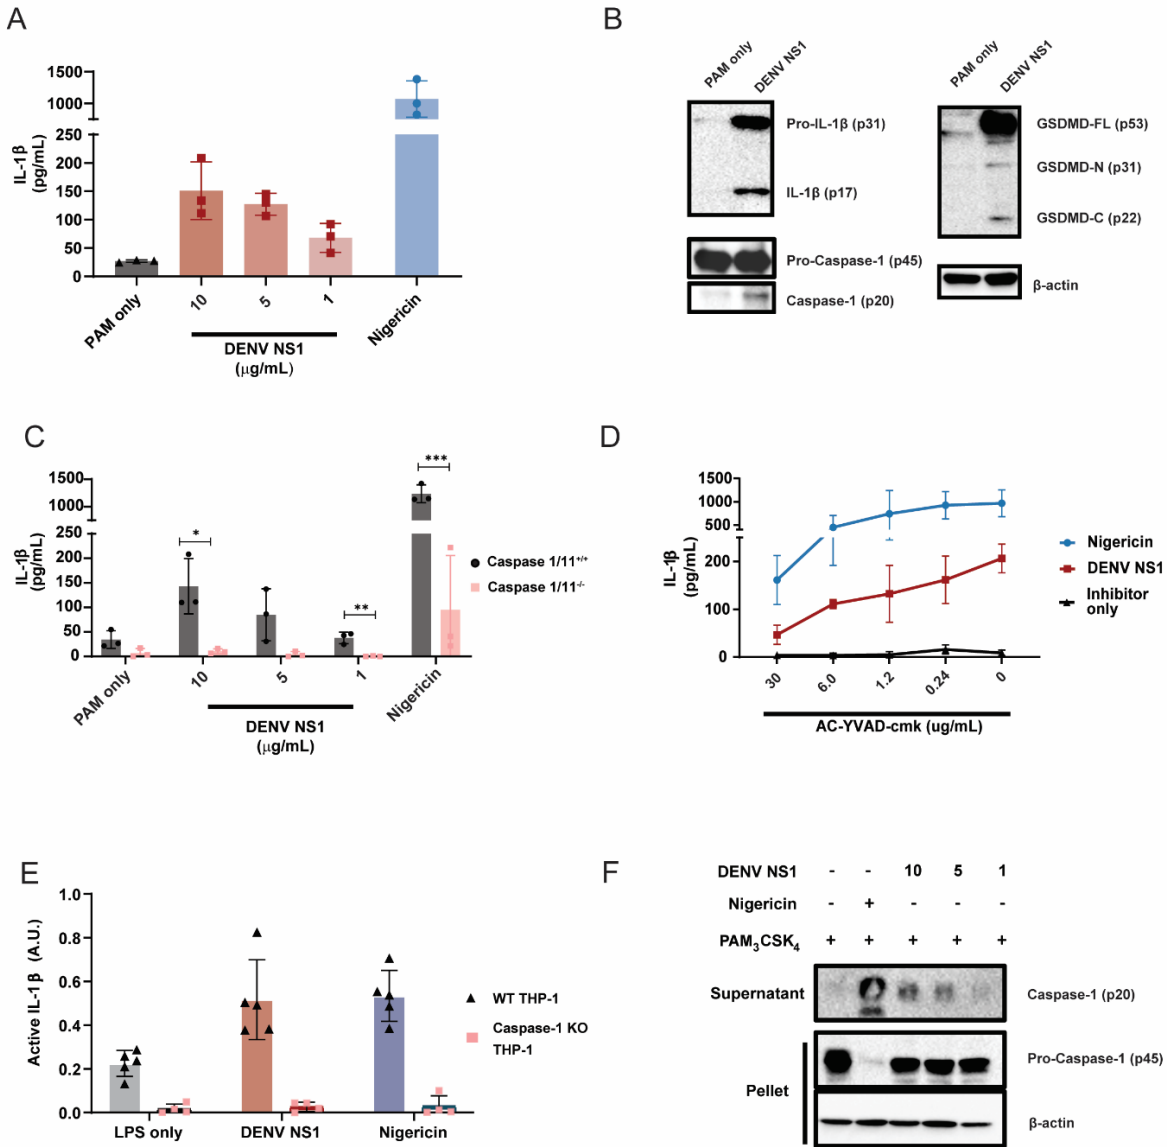 A
1500
1000
250
200
150
100
50
0
IL-1β
(pg/mL)
PAM only
10
5
1
Nigericin
DENV NS1
(μg/mL)
B
PAM only
DENV NS1
Pro-IL-1β (p31)
IL-1β (p17)
Pro-Caspase-1 (p45)
Caspase-1 (p20)
PAM only
DENV NS1
GSDMD-FL (p53)
GSDMD-N (p31)
GSDMD-C (p22)
β-actin
C
1500
1000
500
250
200
150
100
50
0
IL-1β
(pg/mL)
*
**
***
Caspase 1/11+/+
Caspase 1/11-/-
PAM only
10
5
1
Nigericin
DENV NS1
(μg/mL)
D
1500
1000
500
200
100
0
IL-1β
(pg/mL)
Nigericin
DENV NS1
Inhibitor
only
30
6.0
1.2
0.24
0
AC-YVAD-cmk (ug/mL)
E
1.0
0.8
0.6
0.4
0.2
0.0
Active IL-1β (A.U.)
WT THP-1
Caspase-1 KO
THP-1
LPS only
DENV NS1
Nigericin
F
DENV NS1 - - 10 5 1
Nigericin - + - - -
PAM3CSK4 + + + + +
Supernatant
Caspase-1 (p20)
Pellet
Pro-Caspase-1 (p45)
β-actin